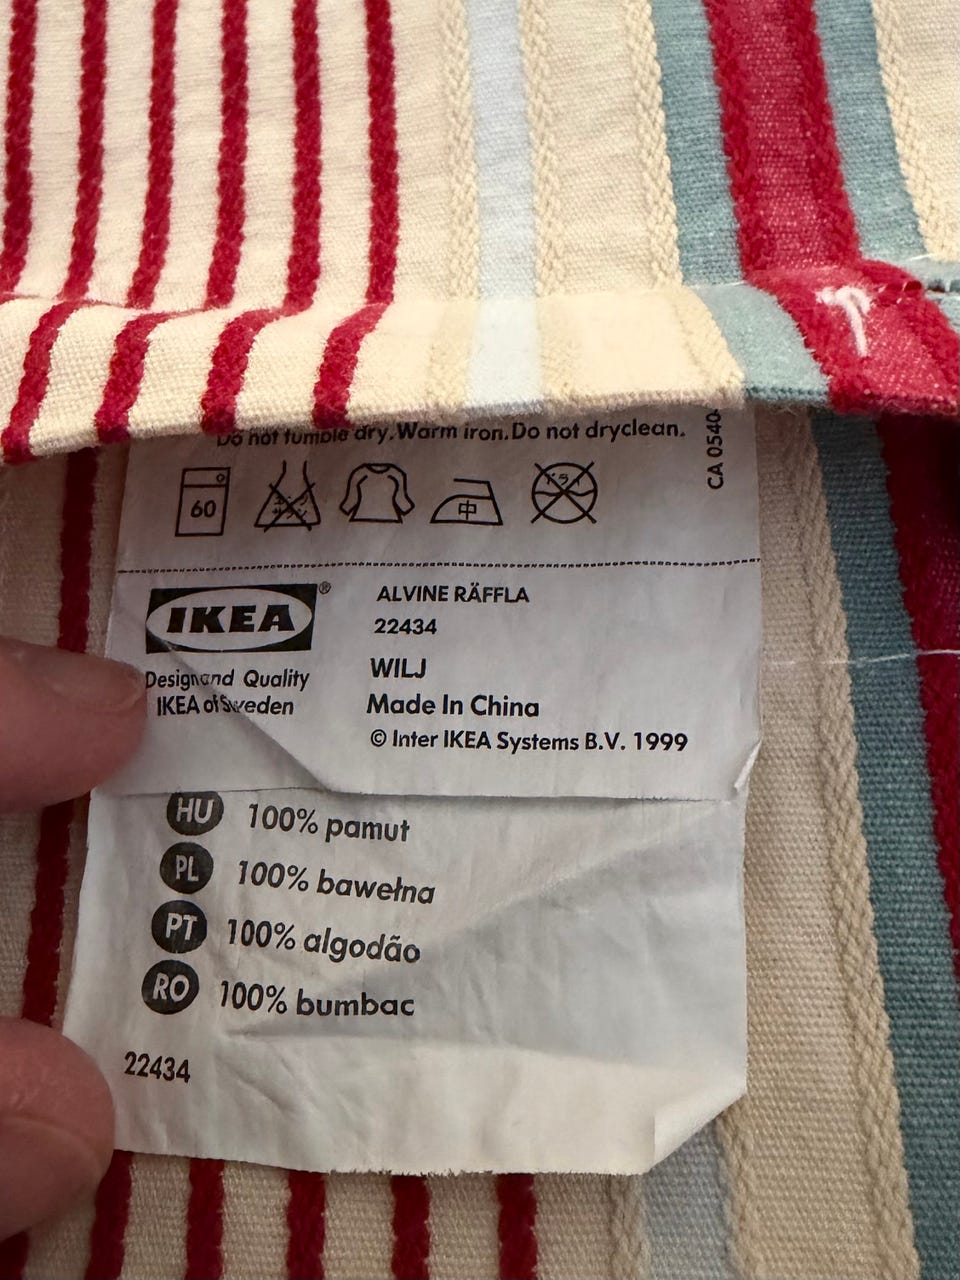 Do not tumble dry. Warm iron. Do not dryclean.
CA 0540
60
中
IKEA®
Design and Quality
IKEA of Sweden
ALVINE RÄFFLA
22434
WILJ
Made In China
© Inter IKEA Systems B.V. 1999
HU 100% pamut
PL 100% bawełna
PT 100% algodão
RO 100% bumbac
22434